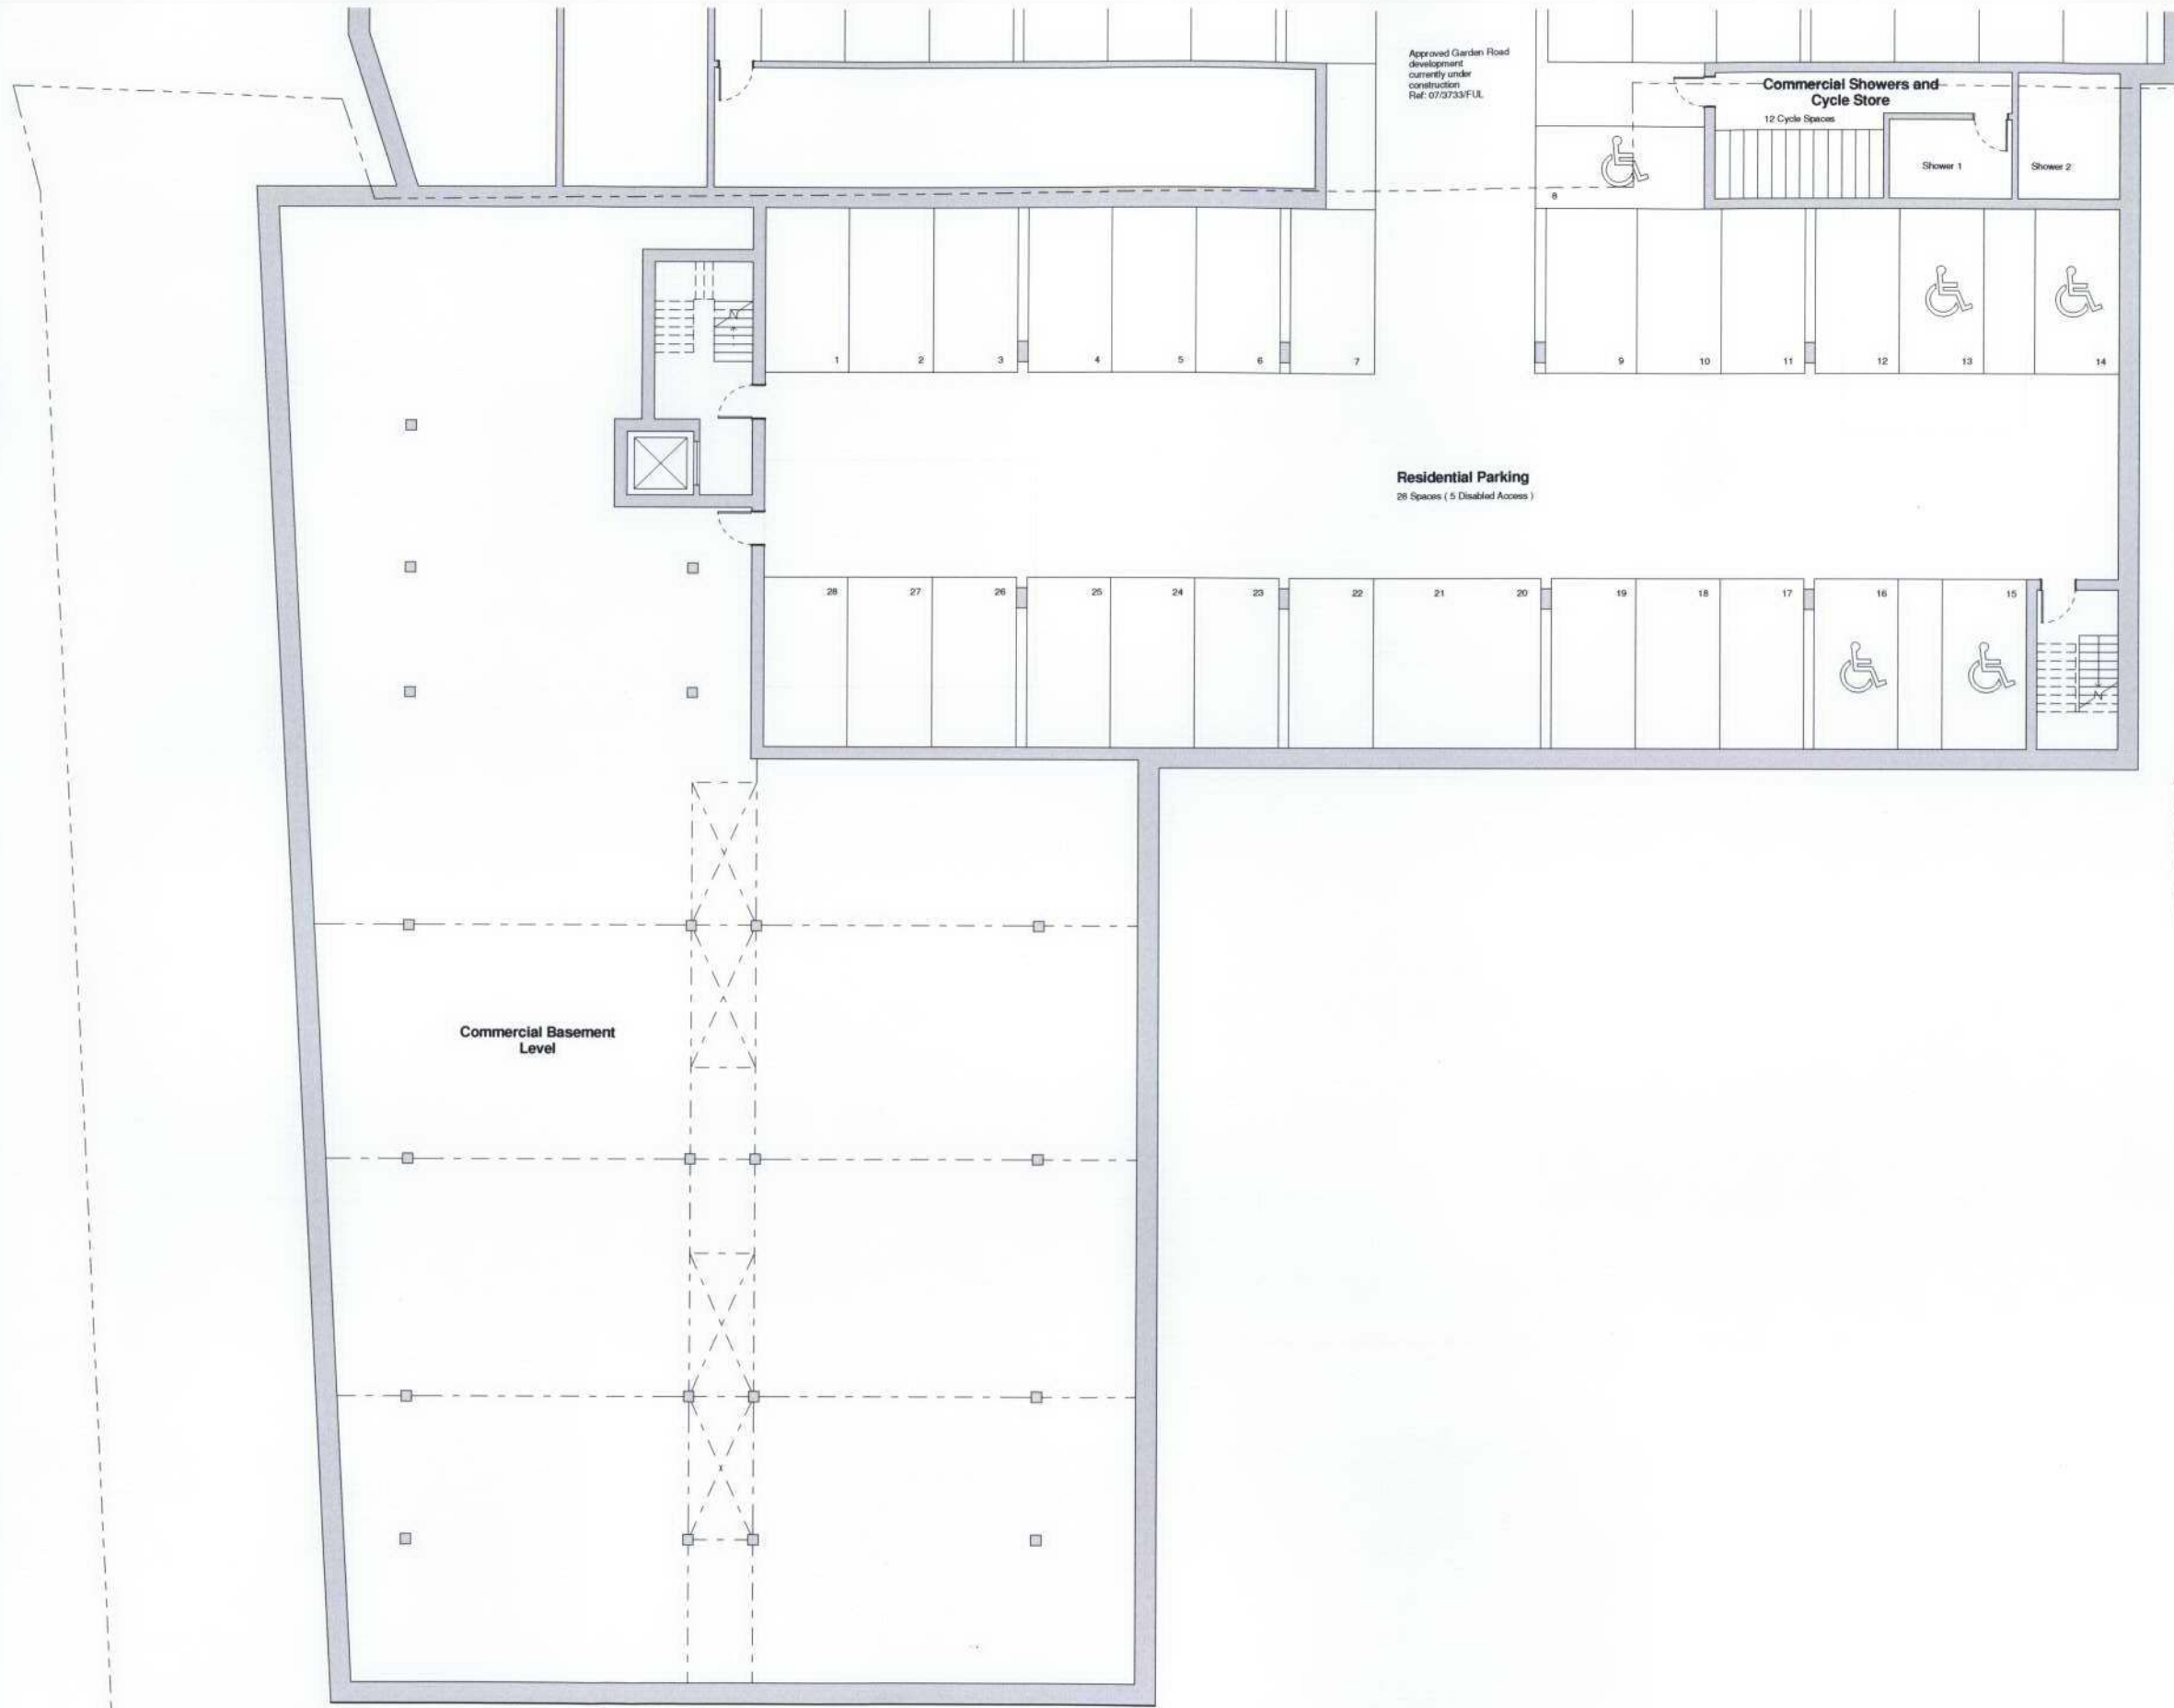 Approved Garden Road
development
currently under
construction
Ref: 07/3733/FUL
Commercial Showers and
Cycle Store
12 Cycle Spaces
Shower 1
Shower 2
8
1
2
3
4
5
6
7
9
10
11
12
13
14
N
Residential Parking
28 Spaces ( 5 Disabled Access )
28
27
26
25
24
23
22
21
20
19
18
17
16
15
N
Commercial Basement
Level